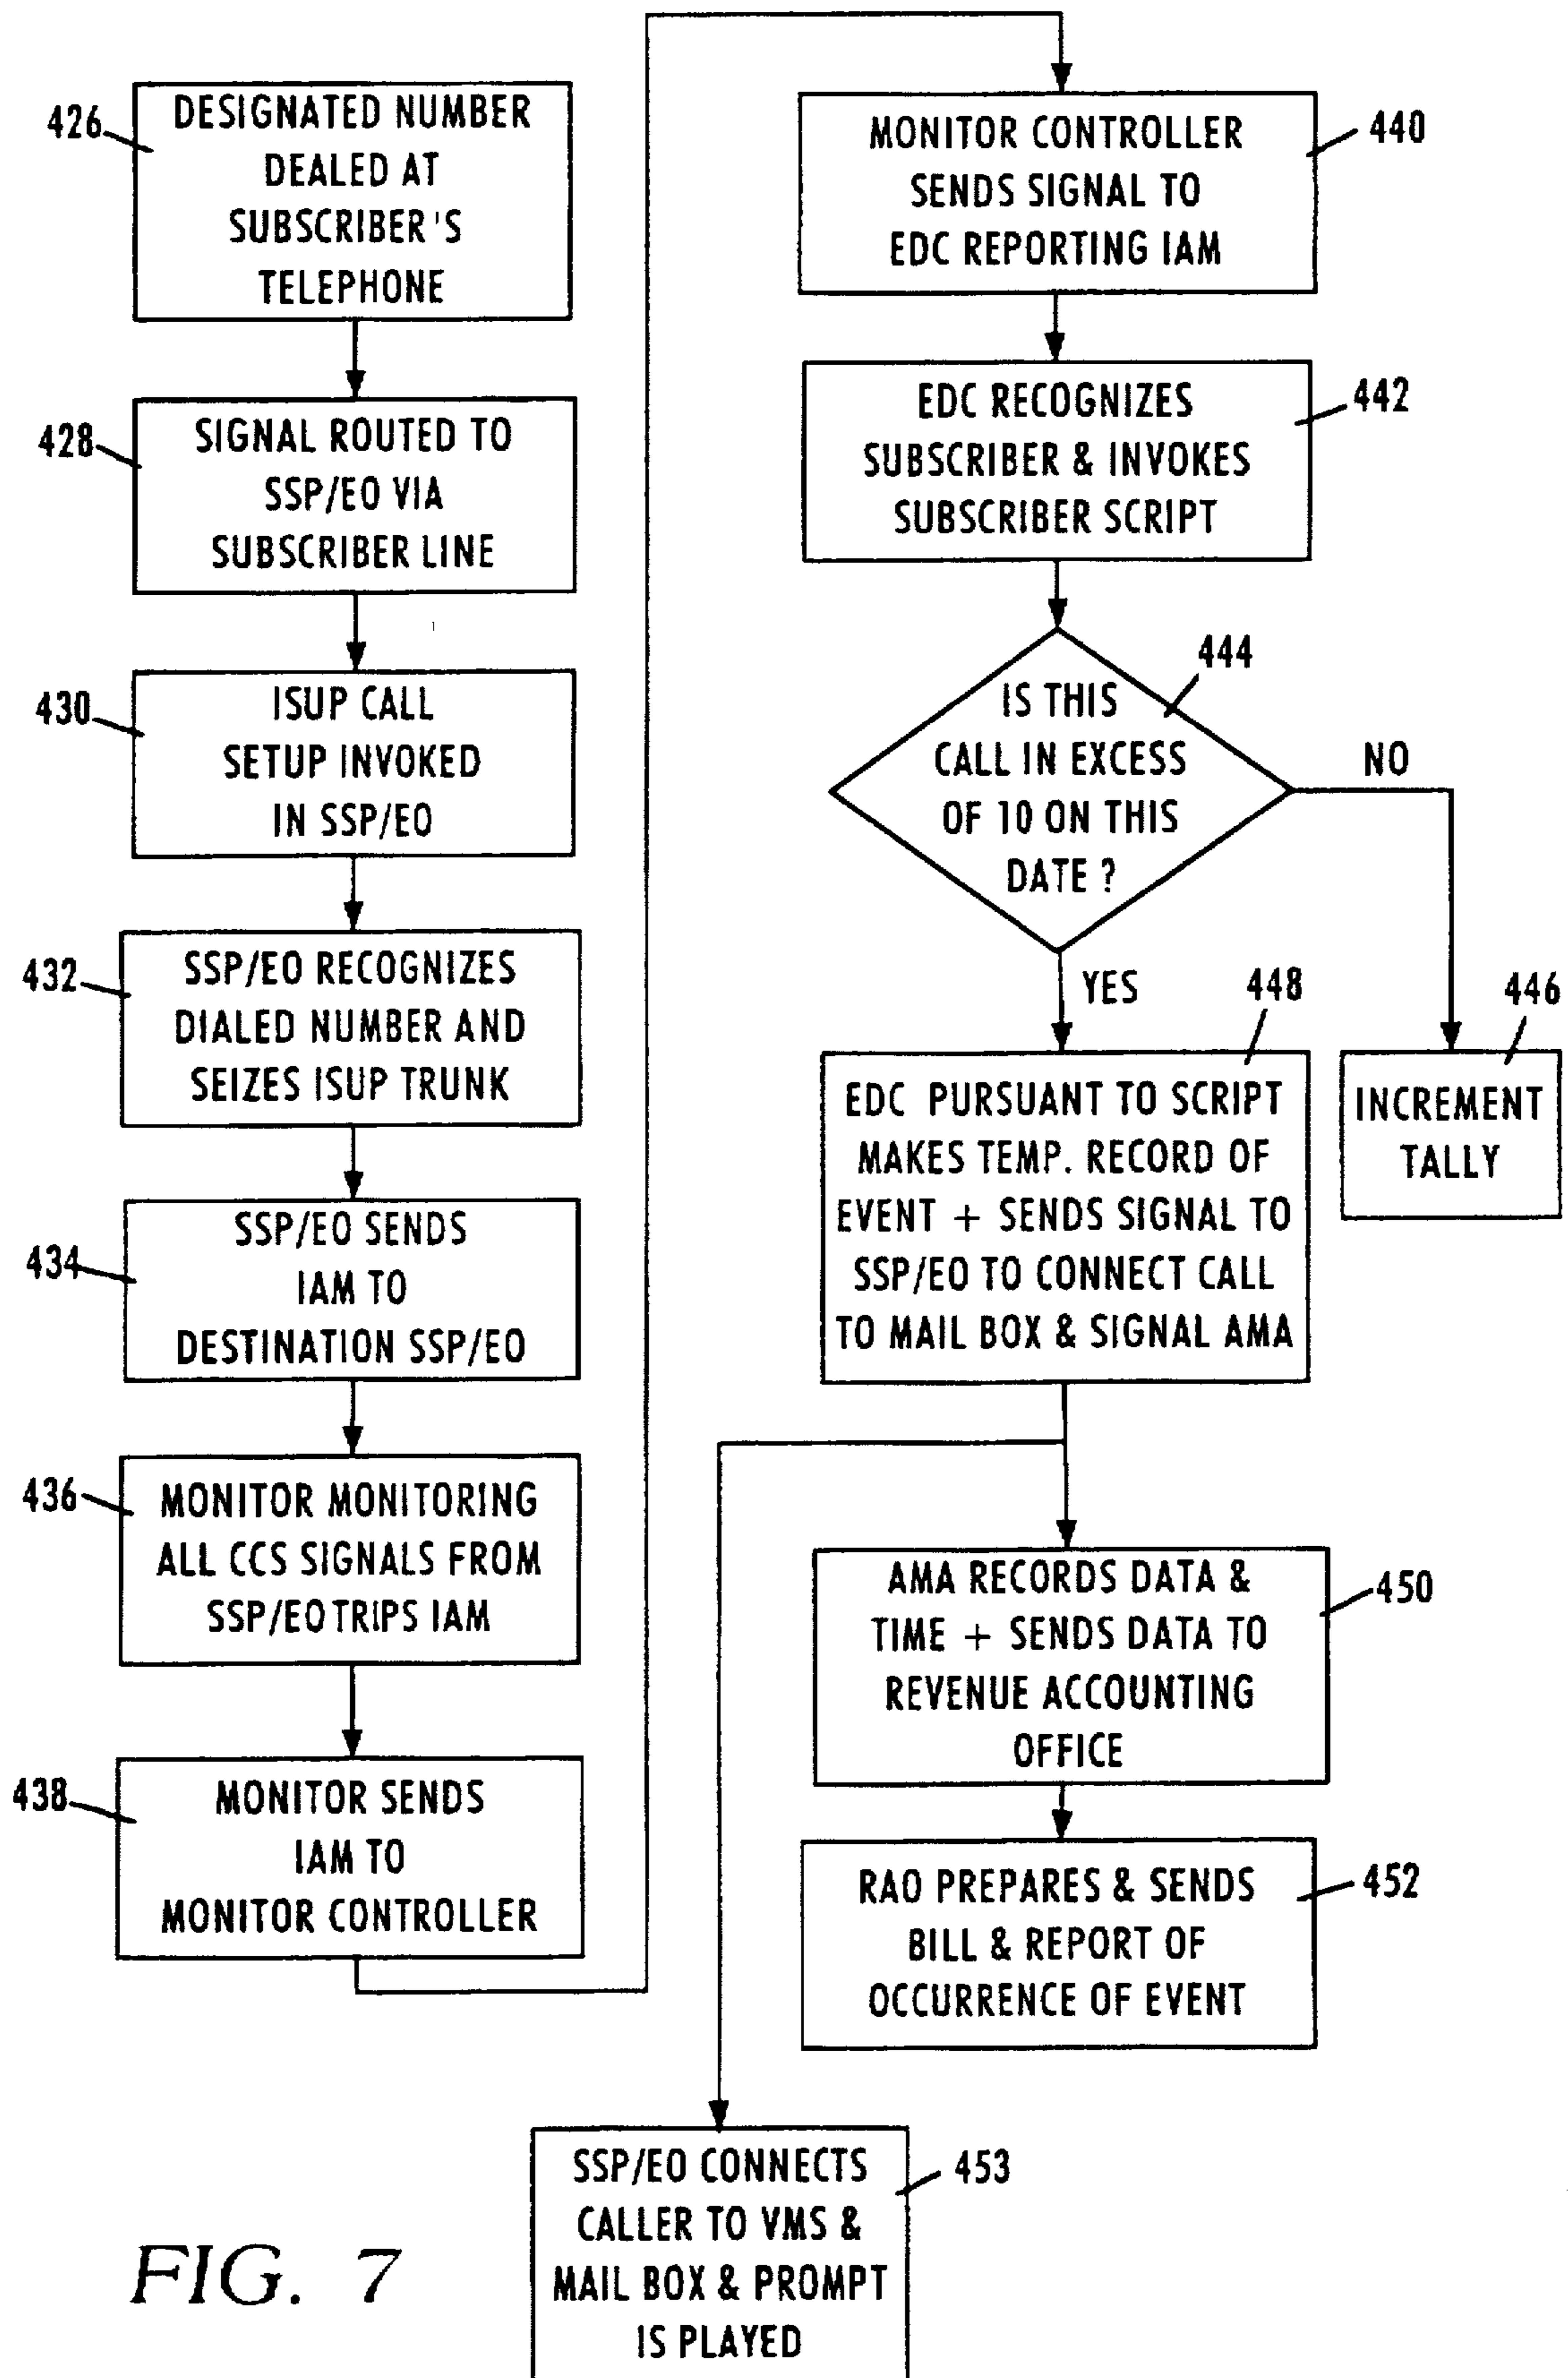 426
DESIGNATED NUMBER
DEALED AT
SUBSCRIBER'S
TELEPHONE
428
SIGNAL ROUTED TO
SSP/EO VIA
SUBSCRIBER LINE
430
ISUP CALL
SETUP INVOKED
IN SSP/EO
432
SSP/EO RECOGNIZES
DIALED NUMBER AND
SEIZES ISUP TRUNK
434
SSP/EO SENDS
IAM TO
DESTINATION SSP/EO
436
MONITOR MONITORING
ALL CCS SIGNALS FROM
SSP/EO TRIPS IAM
438
MONITOR SENDS
IAM TO
MONITOR CONTROLLER
440
MONITOR CONTROLLER
SENDS SIGNAL TO
EDC REPORTING IAM
442
EDC RECOGNIZES
SUBSCRIBER & INVOKES
SUBSCRIBER SCRIPT
444
IS THIS
CALL IN EXCESS
OF 10 ON THIS
DATE ?
NO
YES
446
INCREMENT
TALLY
448
EDC PURSUANT TO SCRIPT
MAKES TEMP. RECORD OF
EVENT + SENDS SIGNAL TO
SSP/EO TO CONNECT CALL
TO MAIL BOX & SIGNAL AMA
450
AMA RECORDS DATA &
TIME + SENDS DATA TO
REVENUE ACCOUNTING
OFFICE
452
RAO PREPARES & SENDS
BILL & REPORT OF
OCCURRENCE OF EVENT
453
SSP/EO CONNECTS
CALLER TO VMS &
MAIL BOX & PROMPT
IS PLAYED
FIG. 7